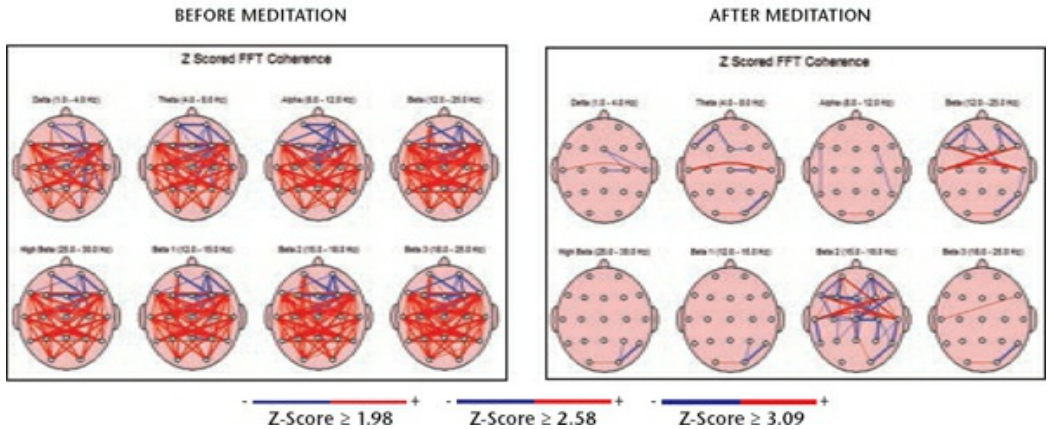 BEFORE MEDITATION
AFTER MEDITATION
Z Scored FFT Coherence
Z Scored FFT Coherence
Delta (1.0 - 4.0 Hz) Theta (4.0 - 8.0 Hz) Alpha (8.0 - 12.0 Hz) Beta (12.0 - 25.0 Hz)
Delta (1.0 - 4.0 Hz) Theta (4.0 - 8.0 Hz) Alpha (8.0 - 12.0 Hz) Beta (12.0 - 25.0 Hz)
High Beta (25.0 - 30.0 Hz) Beta 1 (12.0 - 15.0 Hz) Beta 2 (15.0 - 18.0 Hz) Beta 3 (18.0 - 25.0 Hz)
High Beta (25.0 - 30.0 Hz) Beta 1 (12.0 - 15.0 Hz) Beta 2 (15.0 - 18.0 Hz) Beta 3 (18.0 - 25.0 Hz)
- + - + - +
Z-Score ≥ 1.98 Z-Score ≥ 2.58 Z-Score ≥ 3.09